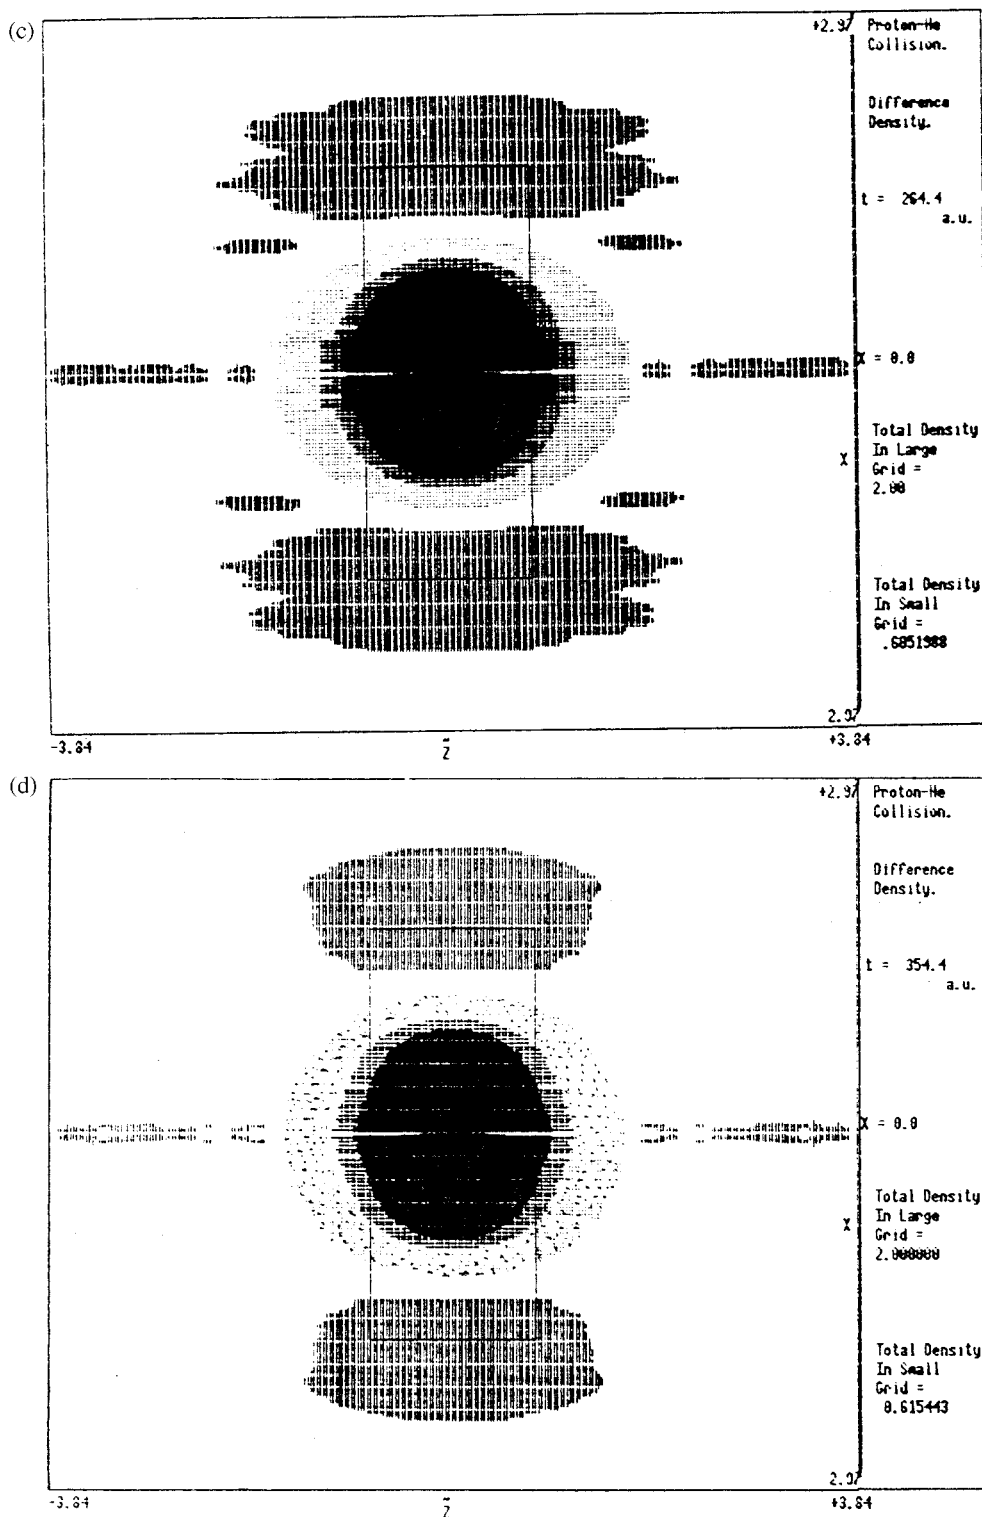 (c)
+2.97
Proton-He
Collision.
Difference
Density.
t = 264.4
a.u.
X = 0.0
Total Density
In Large
Grid =
2.00
X
Total Density
In Small
Grid =
.6051988
2.97
-3.84
Z
+3.84
(d)
+2.97
Proton-He
Collision.
Difference
Density.
t = 354.4
a.u.
X = 0.0
Total Density
In Large
Grid =
2.000000
X
Total Density
In Small
Grid =
0.615443
2.97
-3.84
Z
+3.84